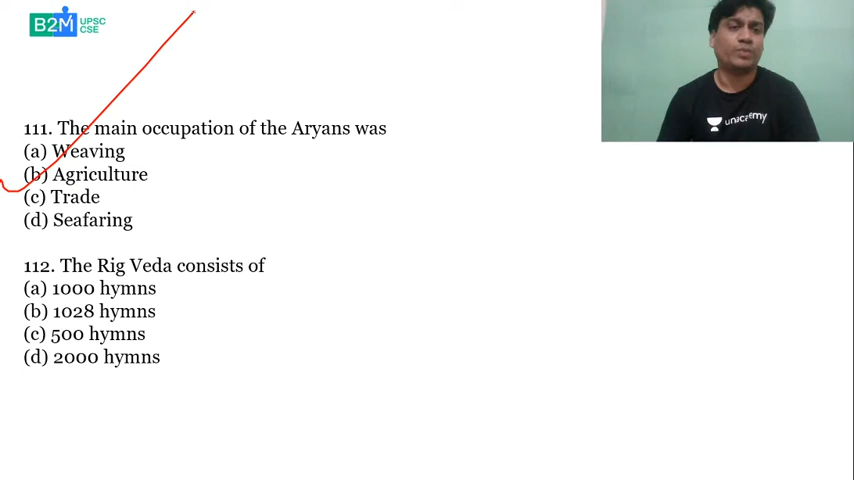 B2M UPSC
CSE
unacademy
111. The main occupation of the Aryans was
(a) Weaving
(b) Agriculture
(c) Trade
(d) Seafaring
112. The Rig Veda consists of
(a) 1000 hymns
(b) 1028 hymns
(c) 500 hymns
(d) 2000 hymns